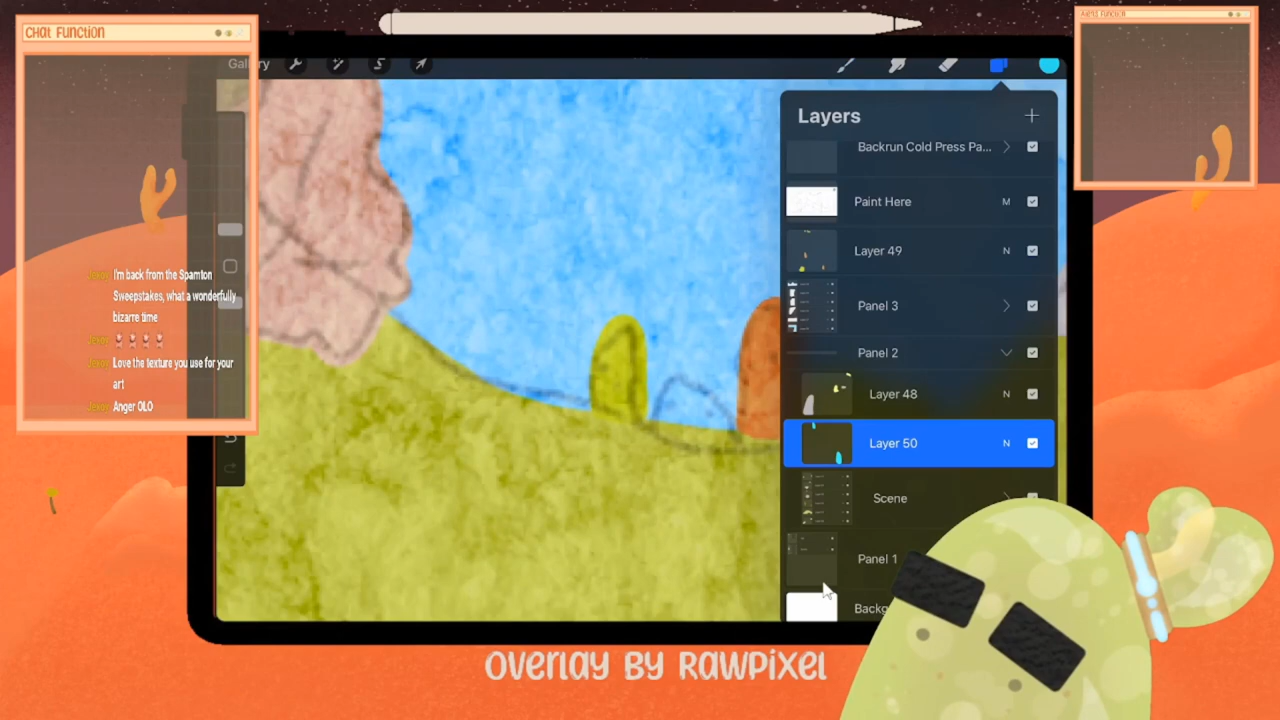 CHAT FUNCTION
Gallery
Layers
Backrun Cold Press Pa...
Paint Here M
Layer 49 N
Panel 3
Panel 2
Layer 48 N
Layer 50 N
Scene
Panel 1
Backg
I'm back from the Spamton
Sweepstakes, what a wonderfully
bizarre time
Love the texture you use for your
art
Anger OLO
OVERLAY BY RAWPIXEL